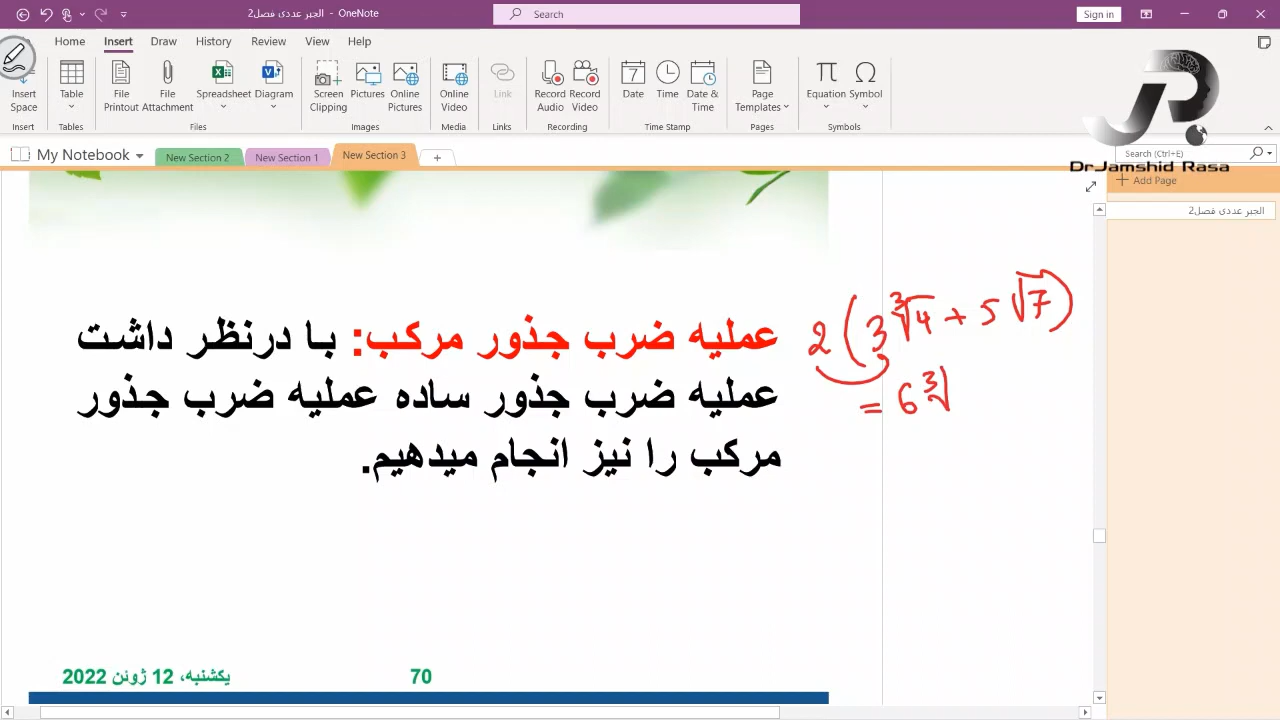 الجبر عددی فصل2 - OneNote
Search
Sign in
Home Insert Draw History Review View Help
Insert Space
Table
File Printout
File Attachment
Spreadsheet
Diagram
Screen Clipping
Pictures
Online Pictures
Online Video
Link
Record Audio
Record Video
Date
Time
Date & Time
Page Templates
Equation
Symbol
Insert Tables Files Images Media Links Recording Time Stamp Pages Symbols
My Notebook New Section 2 New Section 1 New Section 3
Search (Ctrl+E)
DrJamshid Rasa
Add Page
الجبر عددی فصل2
عملیه ضرب جذور مرکب: با درنظر داشت
عملیه ضرب جذور ساده عملیه ضرب جذور
مرکب را نیز انجام میدهیم.
2(3∛4 + 5√7)
= 6∛
یکشنبه، 12 ژوئن 2022
70